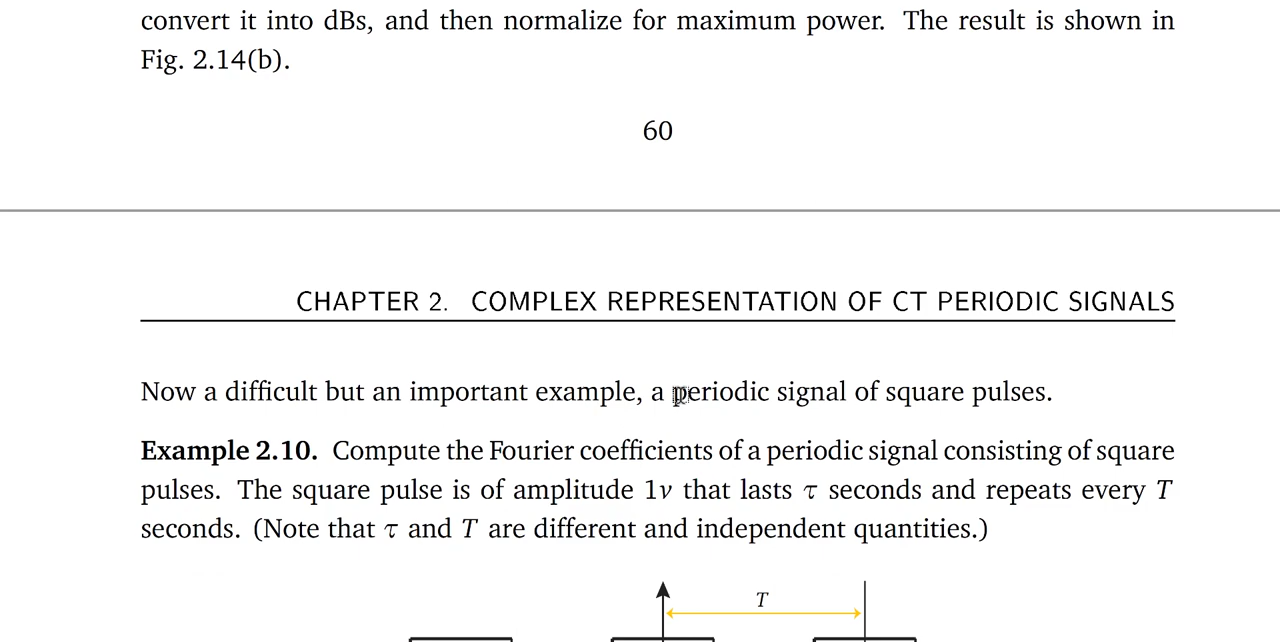 convert it into dBs, and then normalize for maximum power. The result is shown in
Fig. 2.14(b).
60
CHAPTER 2. COMPLEX REPRESENTATION OF CT PERIODIC SIGNALS
Now a difficult but an important example, a periodic signal of square pulses.
Example 2.10. Compute the Fourier coefficients of a periodic signal consisting of square
pulses. The square pulse is of amplitude 1v that lasts τ seconds and repeats every T
seconds. (Note that τ and T are different and independent quantities.)
T